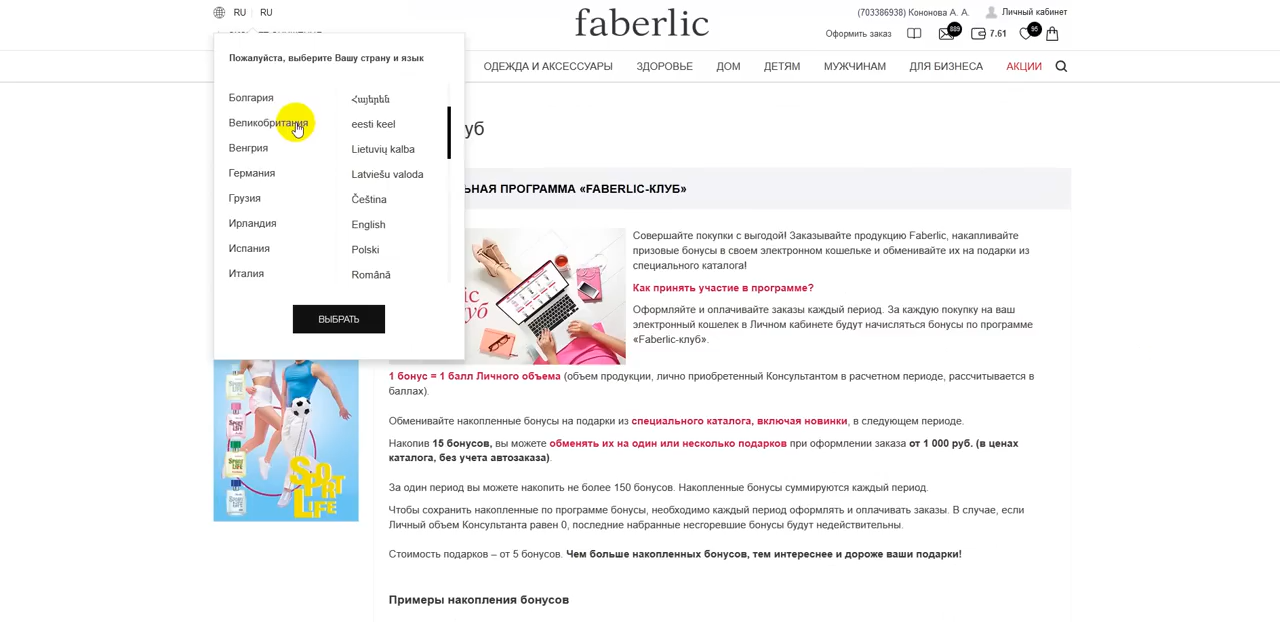 RU RU
(703386938) Кононова А. А. Личный кабинет
faberlic
Оформить заказ 889 7.61 96
ОДЕЖДА И АКСЕССУАРЫ ЗДОРОВЬЕ ДОМ ДЕТЯМ МУЖЧИНАМ ДЛЯ БИЗНЕСА АКЦИИ
Пожалуйста, выберите Вашу страну и язык
Болгария
Великобритания
Венгрия
Германия
Грузия
Ирландия
Испания
Италия
Հայերեն
eesti keel
Lietuvių kalba
Latviešu valoda
Čeština
English
Polski
Română
ВЫБРАТЬ
уб
ЬНАЯ ПРОГРАММА «FABERLIC-КЛУБ»
ic
уб
Совершайте покупки с выгодой! Заказывайте продукцию Faberlic, накапливайте
призовые бонусы в своем электронном кошельке и обменивайте их на подарки из
специального каталога!
Как принять участие в программе?
Оформляйте и оплачивайте заказы каждый период. За каждую покупку на ваш
электронный кошелек в Личном кабинете будут начисляться бонусы по программе
«Faberlic-клуб».
1 бонус = 1 балл Личного объема (объем продукции, лично приобретенный Консультантом в расчетном периоде, рассчитывается в
баллах).
Обменивайте накопленные бонусы на подарки из специального каталога, включая новинки, в следующем периоде.
Накопив 15 бонусов, вы можете обменять их на один или несколько подарков при оформлении заказа от 1 000 руб. (в ценах
каталога, без учета автозаказа).
За один период вы можете накопить не более 150 бонусов. Накопленные бонусы суммируются каждый период.
Чтобы сохранить накопленные по программе бонусы, необходимо каждый период оформлять и оплачивать заказы. В случае, если
Личный объем Консультанта равен 0, последние набранные несгоревшие бонусы будут недействительны.
Стоимость подарков – от 5 бонусов. Чем больше накопленных бонусов, тем интереснее и дороже ваши подарки!
Примеры накопления бонусов
SPORT
LIFE